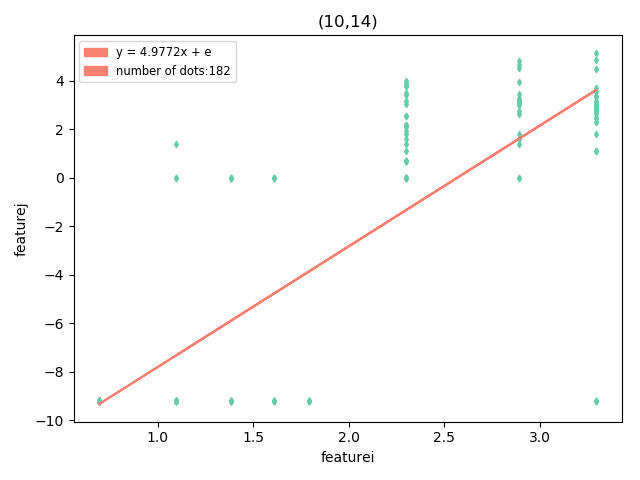 (10,14)
y = 4.9772x + e
number of dots:182
4
2
0
−2
−4
−6
−8
−10
featurej
1.0 1.5 2.0 2.5 3.0
featurei